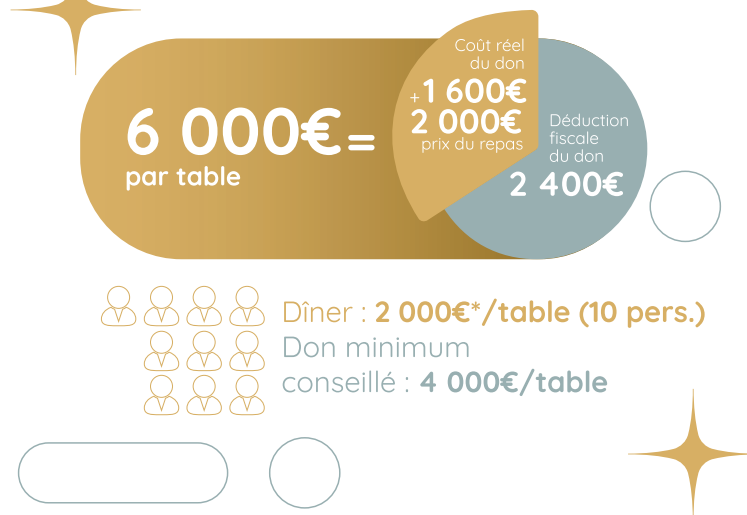 6 000€=
par table
Coût réel
du don
+1 600€
2 000€
prix du repas
Déduction
fiscale
du don
2 400€
Dîner : 2 000€*/table (10 pers.)
Don minimum
conseillé : 4 000€/table